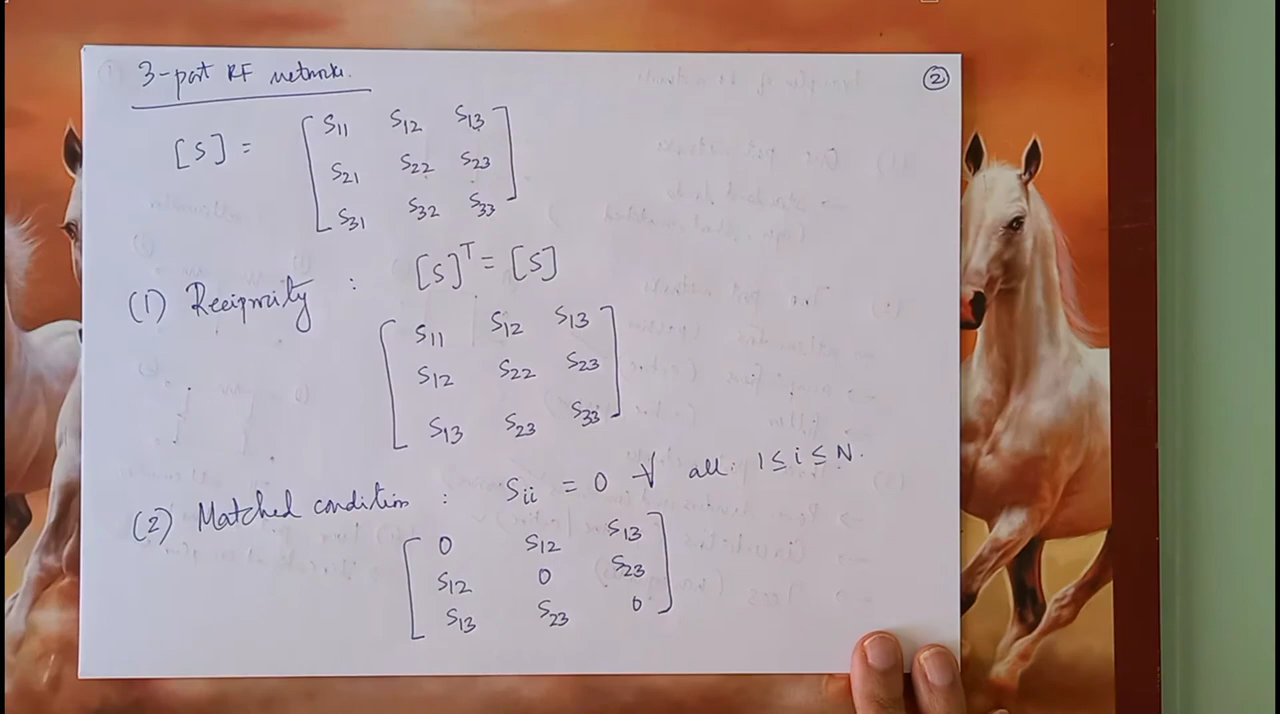 3-port RF network. ②
[S] = [ S11 S12 S13
S21 S22 S23
S31 S32 S33 ]
(1) Reciprocity : [S]^T = [S]
[ S11 S12 S13
S12 S22 S23
S13 S23 S33 ]
(2) Matched condition : Sii = 0 ∀ all 1 ≤ i ≤ N.
[ 0 S12 S13
S12 0 S23
S13 S23 0 ]